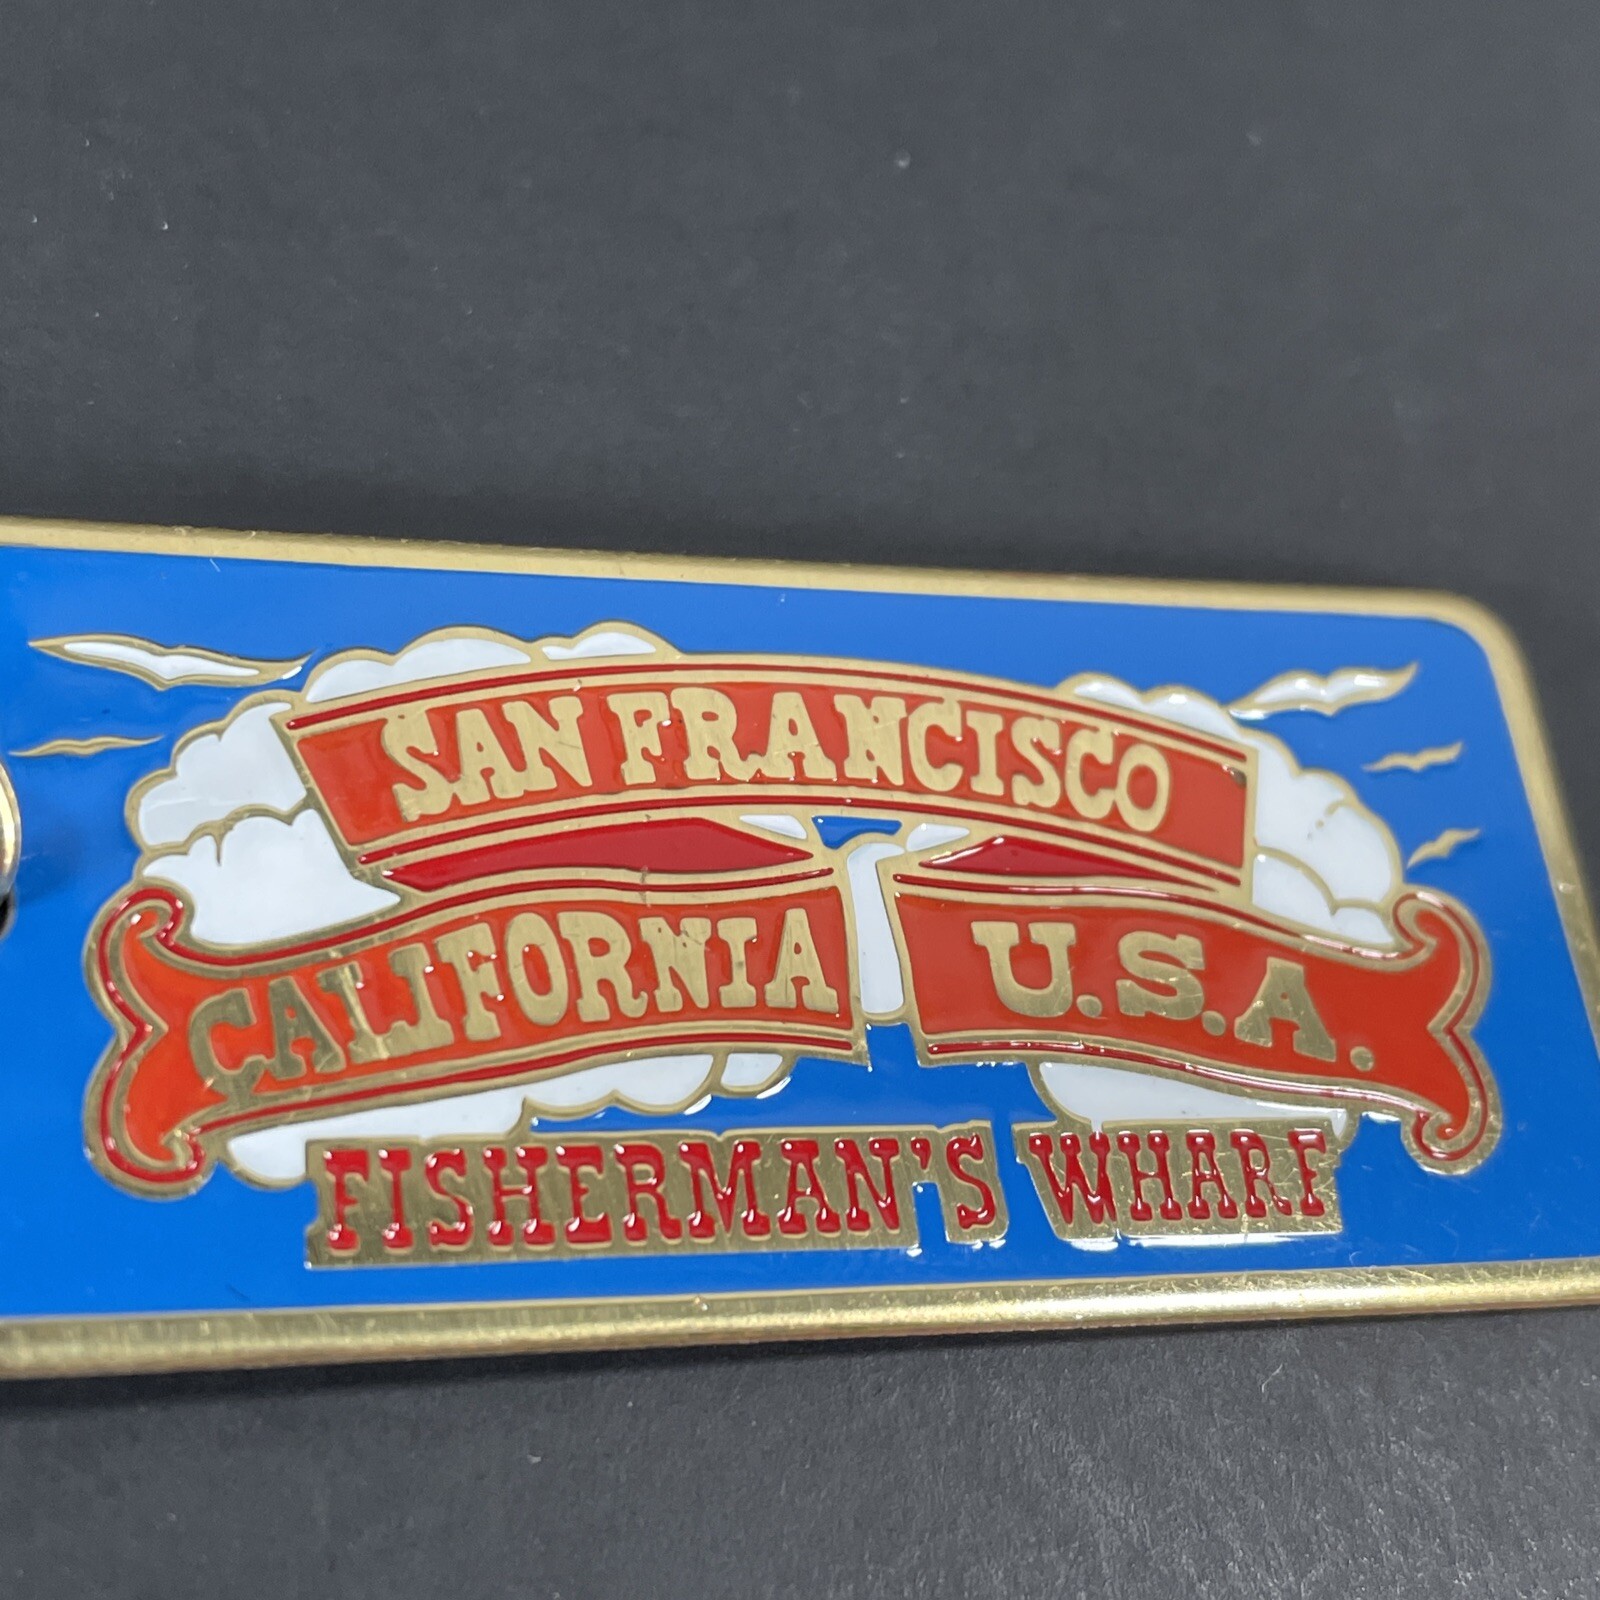 SAN FRANCISCO
CALIFORNIA U.S.A.
FISHERMAN'S WHARF